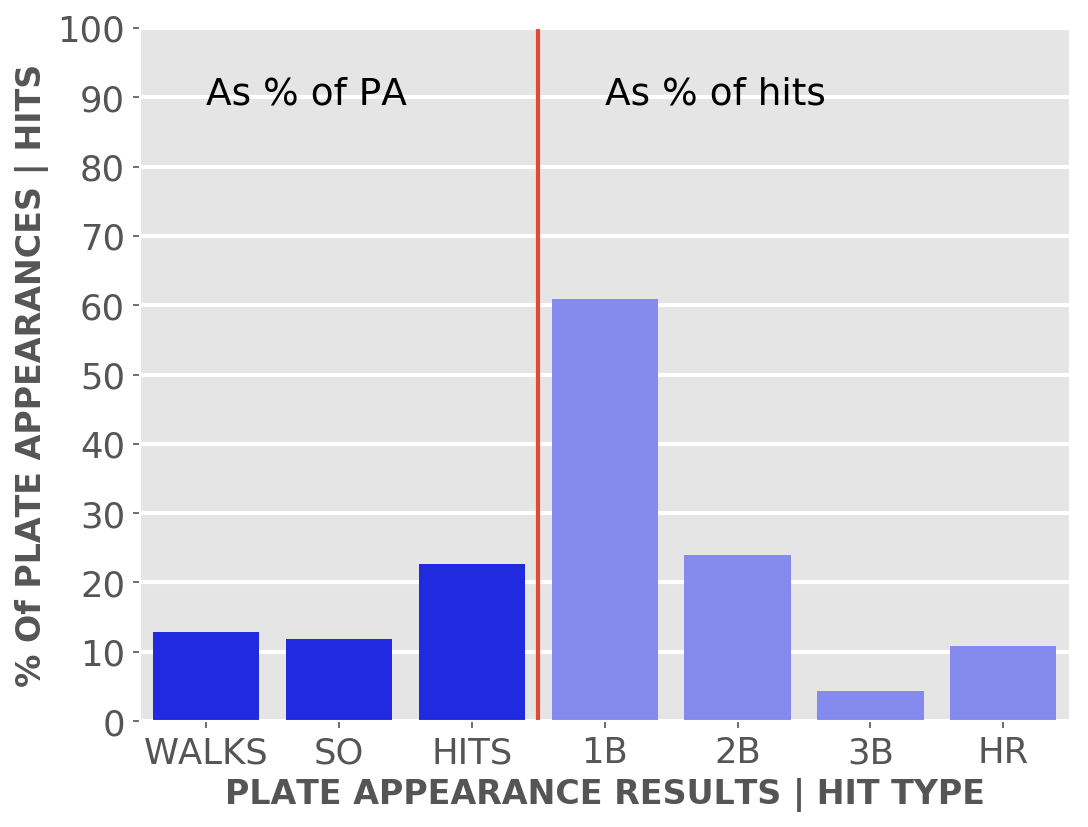 100
90
80
70
60
50
40
30
20
10
0
% Of PLATE APPEARANCES | HITS
As % of PA
As % of hits
WALKS SO HITS 1B 2B 3B HR
PLATE APPEARANCE RESULTS | HIT TYPE